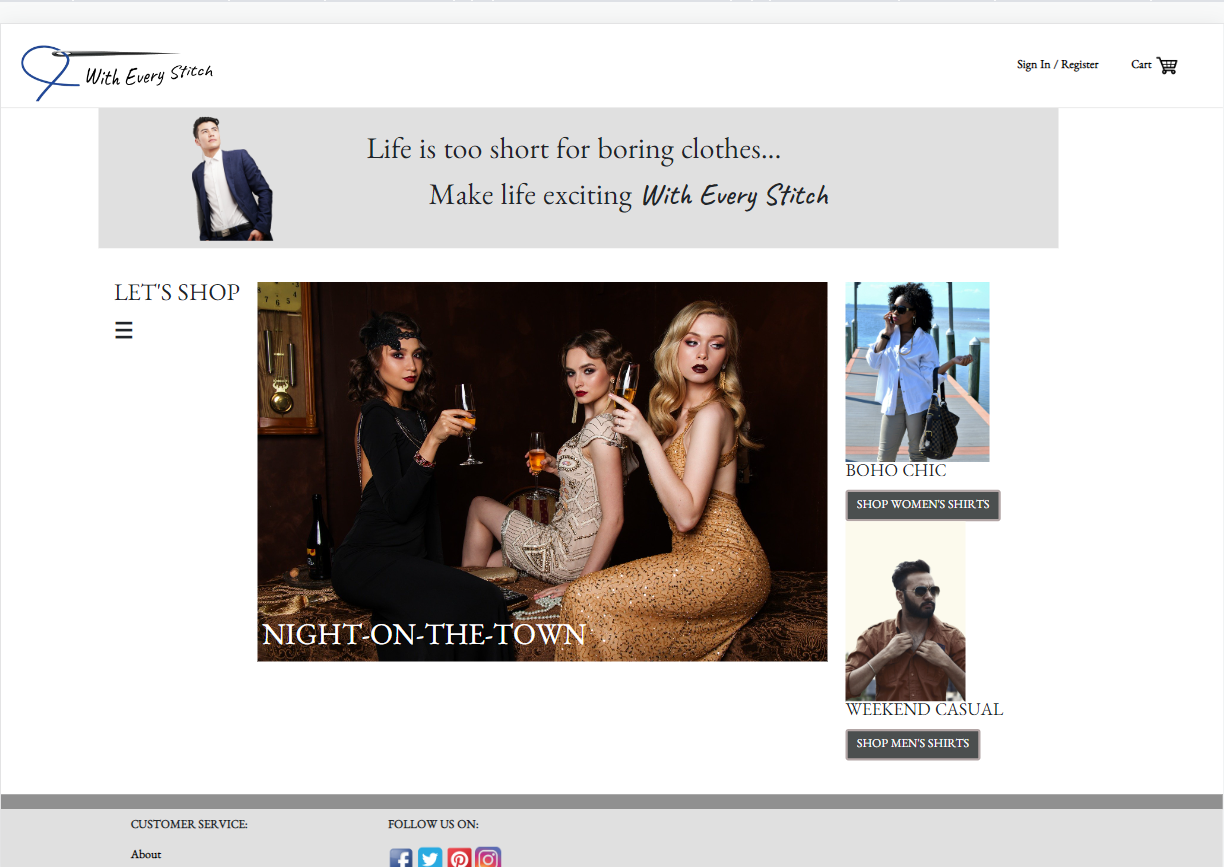 With Every Stitch
Sign In / Register
Cart
Life is too short for boring clothes...
Make life exciting With Every Stitch
LET'S SHOP
NIGHT-ON-THE-TOWN
BOHO CHIC
SHOP WOMEN'S SHIRTS
WEEKEND CASUAL
SHOP MEN'S SHIRTS
CUSTOMER SERVICE:
About
FOLLOW US ON: